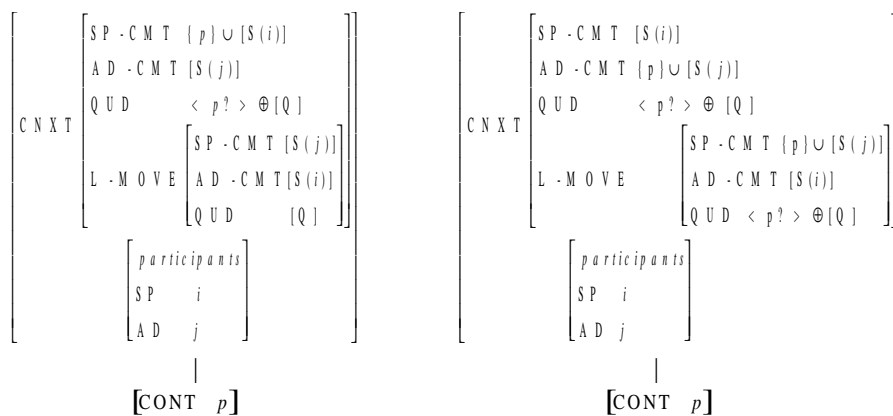 SP-CMT {p}∪[S(i)]
AD-CMT [S(j)]
QUD < p? > ⊕[Q]
CNXT
SP-CMT [S(j)]
L-MOVE AD-CMT[S(i)]
QUD [Q]
participants
SP i
AD j
[CONT p]
SP-CMT [S(i)]
AD-CMT {p}∪[S(j)]
QUD < p? > ⊕ [Q]
CNXT
SP-CMT {p}∪[S(j)]
L-MOVE AD-CMT [S(i)]
QUD < p? > ⊕[Q]
participants
SP i
AD j
[CONT p]